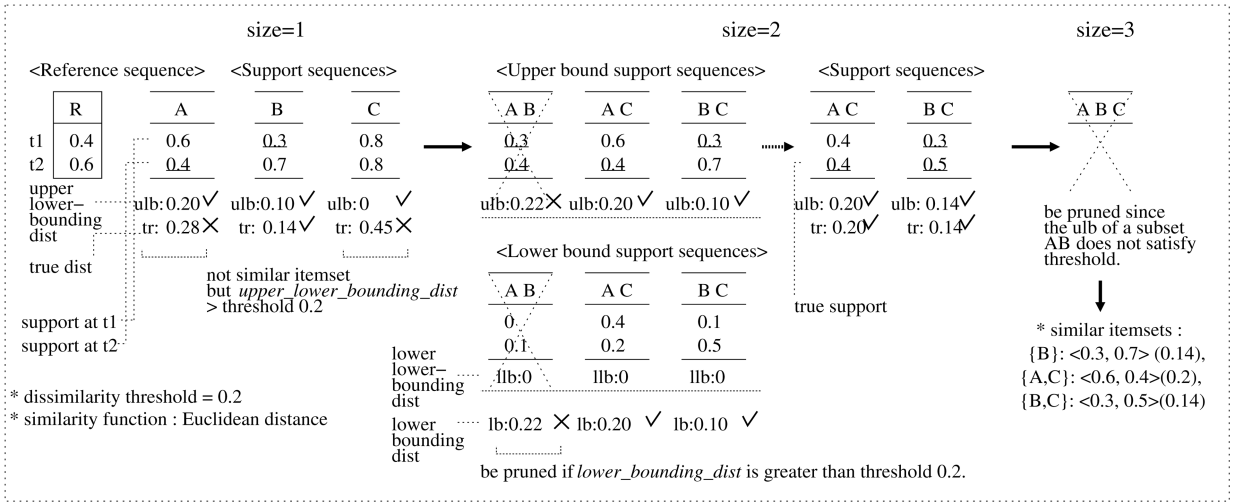 size=1
size=2
size=3
<Reference sequence>
<Support sequences>
<Upper bound support sequences>
<Support sequences>
R
A
B
C
A B
A C
B C
A C
B C
A B C
t1 0.4 0.6 0.3 0.8 0.3 0.6 0.3 0.4 0.3
t2 0.6 0.4 0.7 0.8 0.4 0.4 0.7 0.4 0.5
upper
lower−
bounding
dist
ulb:0.20 ✓ ulb:0.10 ✓ ulb:0 ✓ ulb:0.22 ✕ ulb:0.20 ✓ ulb:0.10 ✓ ulb: 0.20 ✓ ulb: 0.14 ✓
tr: 0.28 ✕ tr: 0.14 ✓ tr: 0.45 ✕ tr: 0.20 ✓ tr: 0.14 ✓
true dist
not similar itemset
but upper_lower_bounding_dist
> threshold 0.2
support at t1
support at t2
<Lower bound support sequences>
A B A C B C
0 0.4 0.1
0.1 0.2 0.5
lower
lower−
bounding
dist
llb:0 llb:0 llb:0
lower
bounding
dist
lb:0.22 ✕ lb:0.20 ✓ lb:0.10 ✓
be pruned if lower_bounding_dist is greater than threshold 0.2.
true support
be pruned since
the ulb of a subset
AB does not satisfy
threshold.
* similar itemsets :
{B}: <0.3, 0.7> (0.14),
{A,C}: <0.6, 0.4>(0.2),
{B,C}: <0.3, 0.5>(0.14)
* dissimilarity threshold = 0.2
* similarity function : Euclidean distance